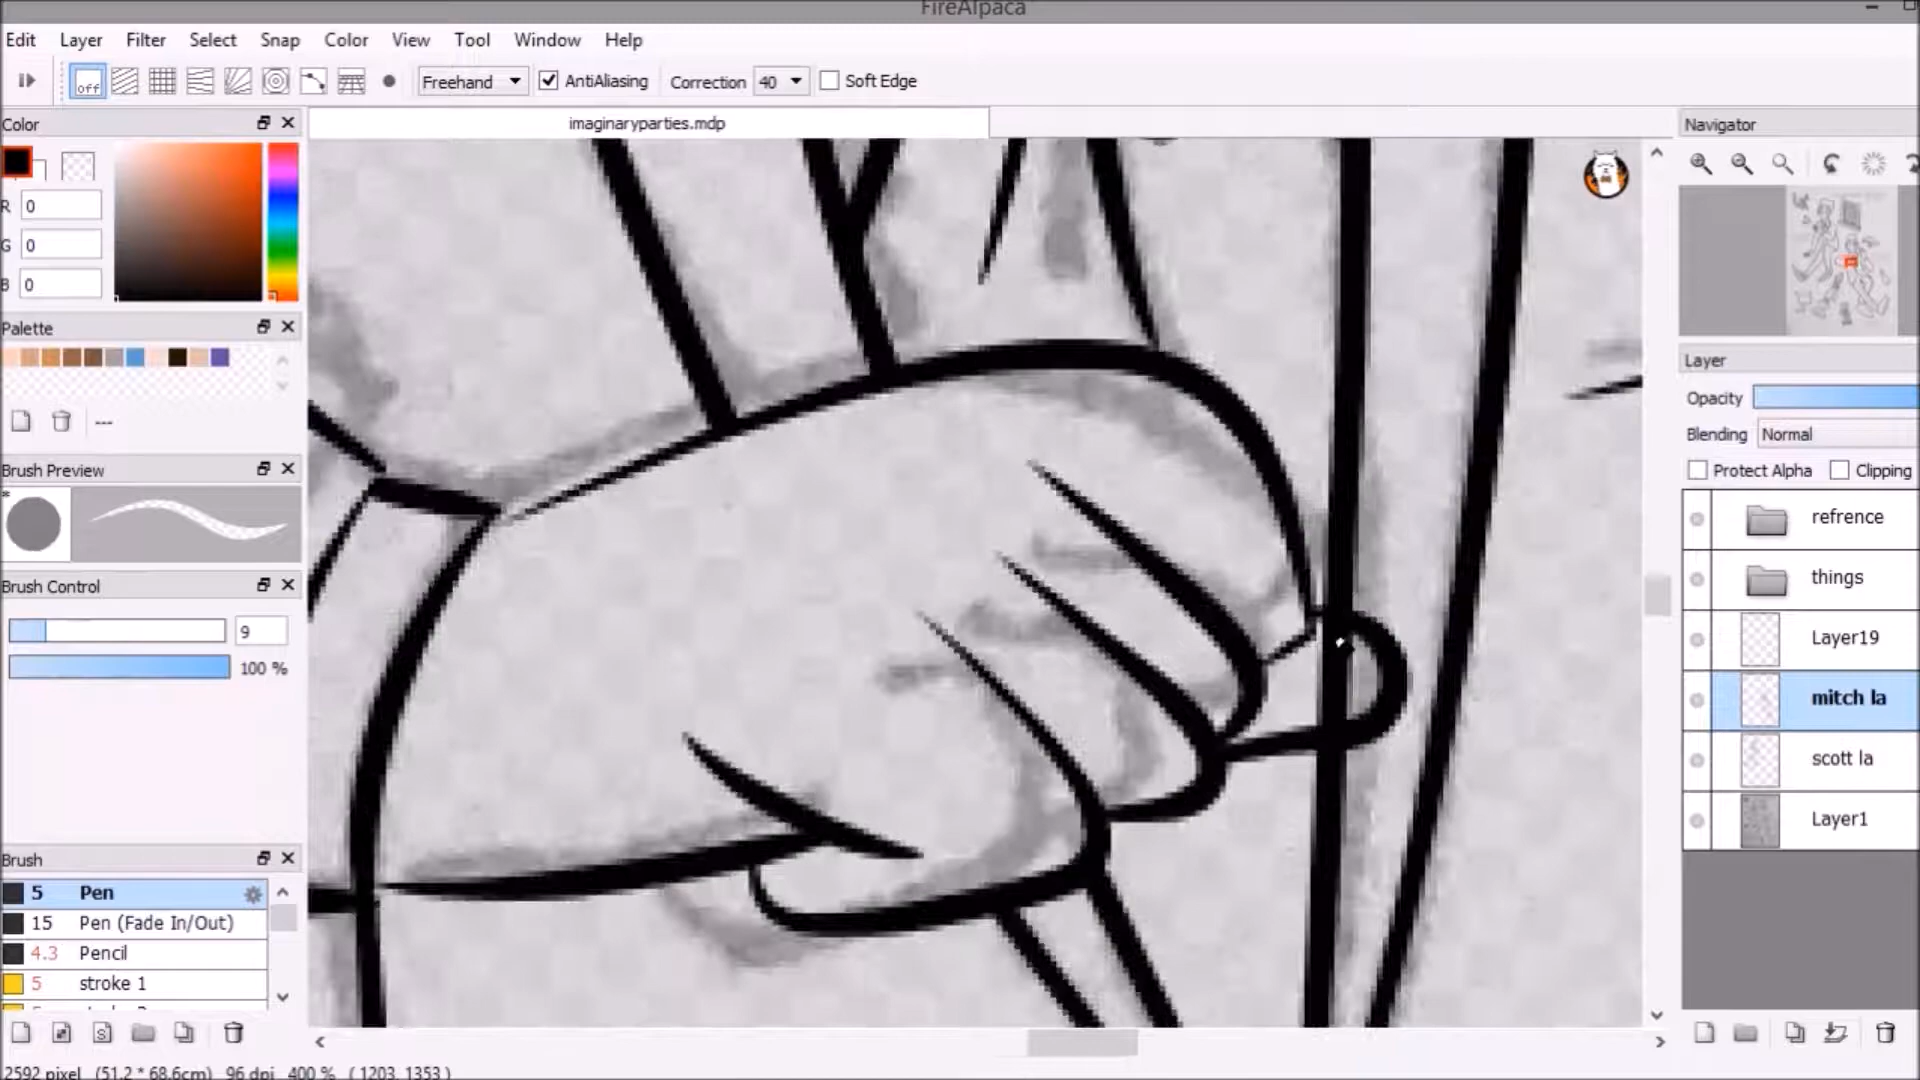 FireAlpaca
Edit Layer Filter Select Snap Color View Tool Window Help
off Freehand AntiAliasing Correction 40 Soft Edge
Color
imaginaryparties.mdp
Navigator
R 0
G 0
B 0
Palette
---
Layer
Opacity
Blending Normal
Protect Alpha Clipping
Brush Preview
*
refrence
things
Brush Control
9
100 %
Layer19
mitch la
scott la
Layer1
Brush
5 Pen
15 Pen (Fade In/Out)
4.3 Pencil
5 stroke 1
2592 pixel (51.2 * 68.6cm) 96 dpi 400 % ( 1203, 1353 )